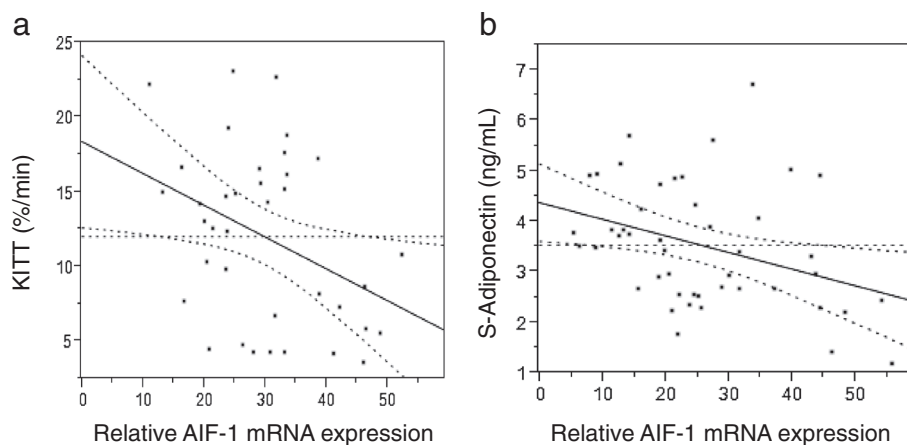 a
KITT (%/min)
25
20
15
10
5
0 10 20 30 40 50
Relative AIF-1 mRNA expression
b
S-Adiponectin (ng/mL)
7
6
5
4
3
2
1
0 10 20 30 40 50
Relative AIF-1 mRNA expression